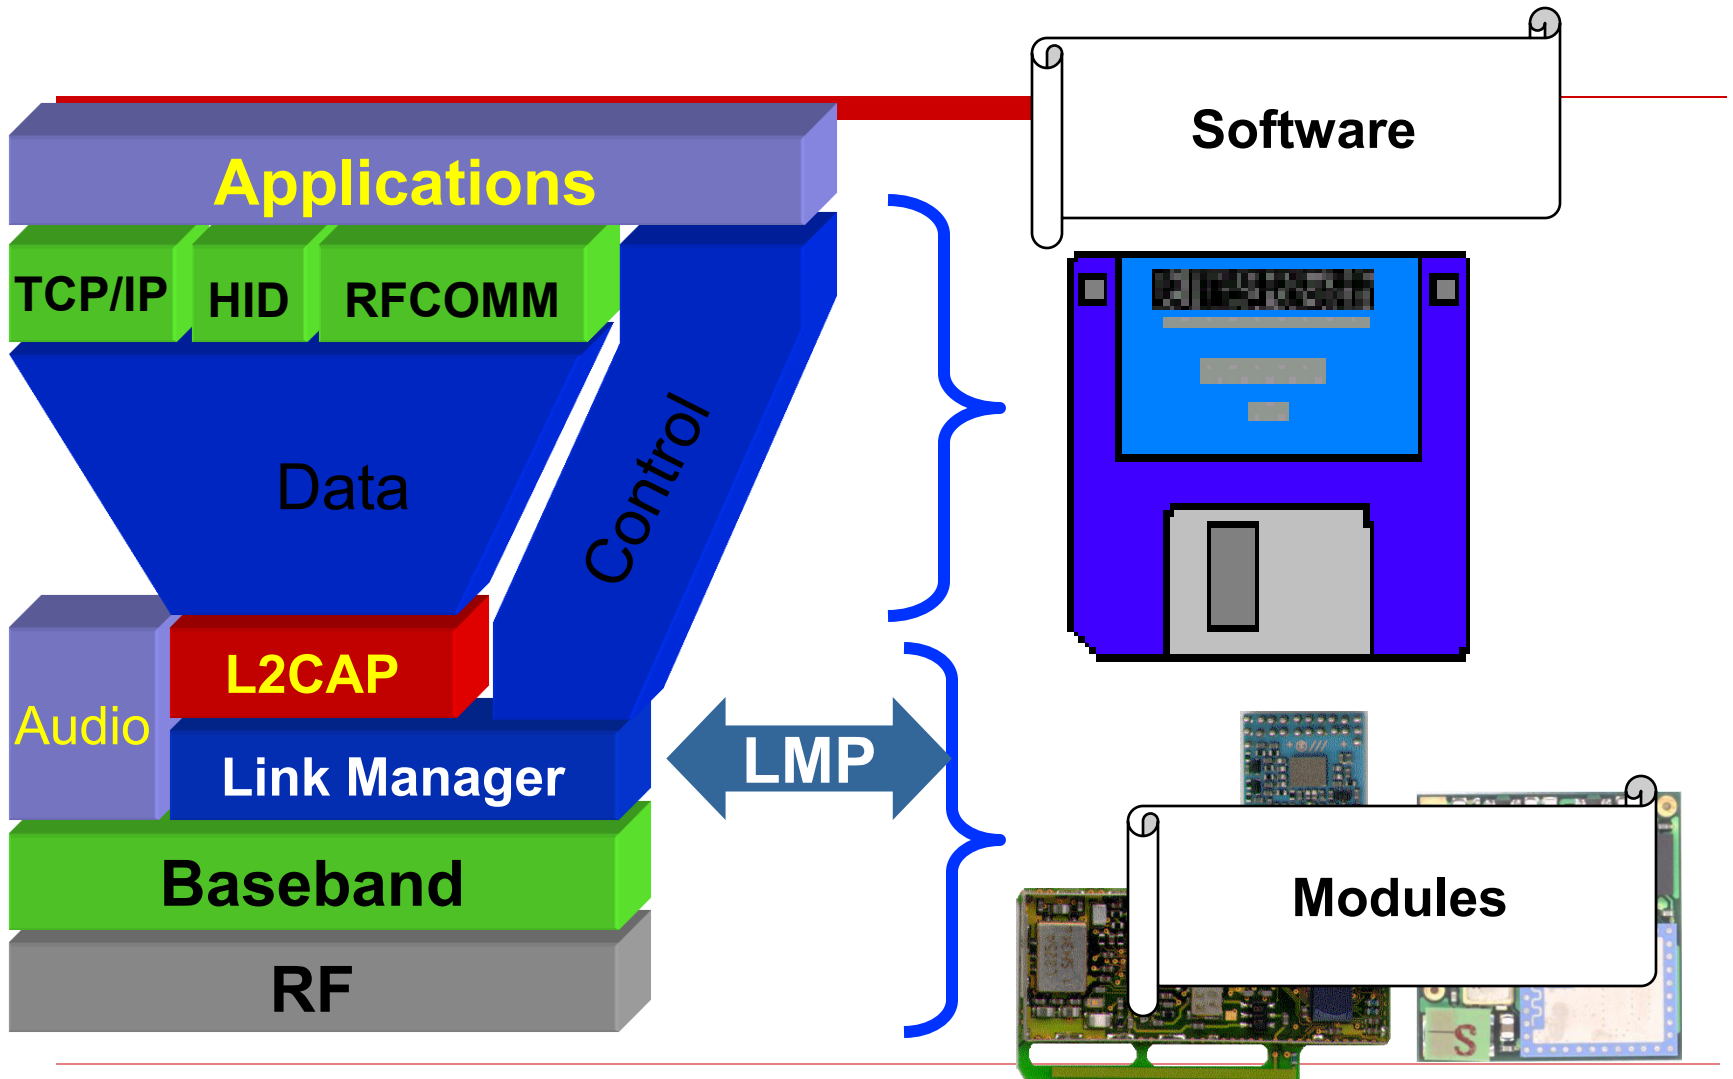 Software
Applications
TCP/IP
HID
RFCOMM
Data
Control
L2CAP
Audio
Link Manager
LMP
Baseband
Modules
RF
S